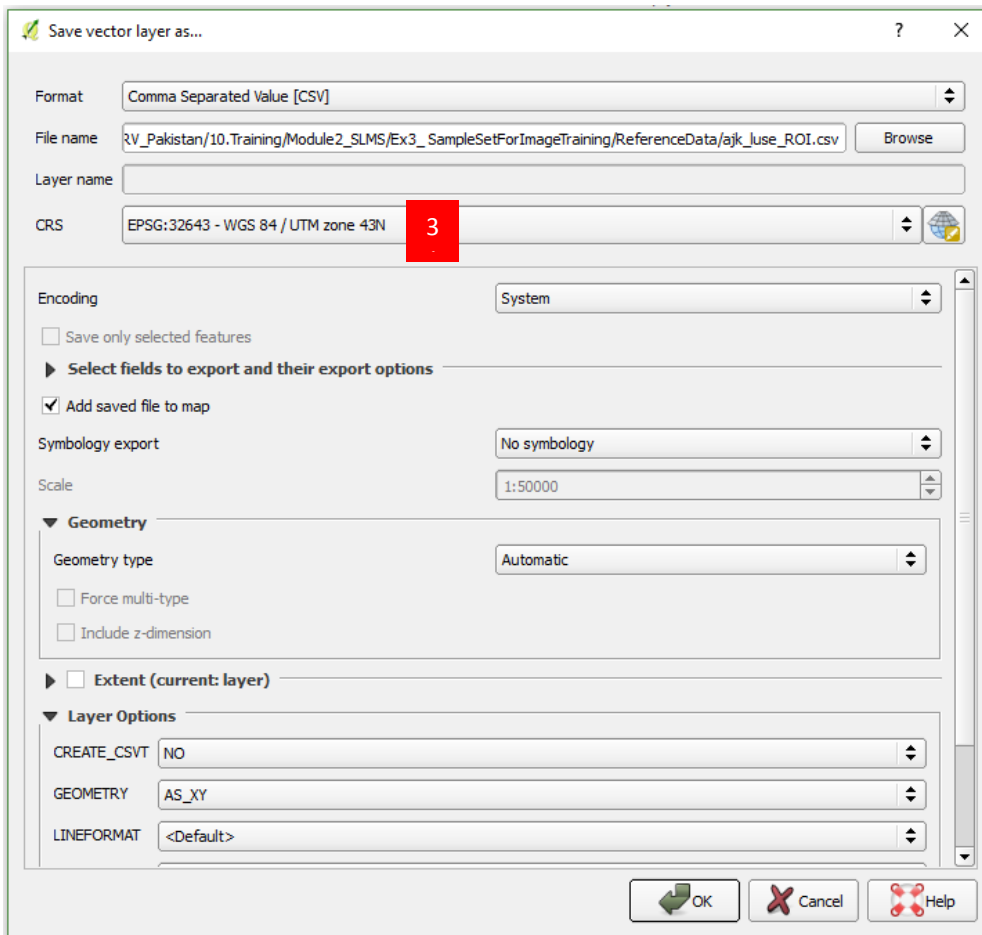 Save vector layer as... ?
Format Comma Separated Value [CSV]
File name RV_Pakistan/10.Training/Module2_SLMS/Ex3_ SampleSetForImageTraining/ReferenceData/ajk_luse_ROI.csv Browse
Layer name
CRS EPSG:32643 - WGS 84 / UTM zone 43N 3
Encoding System
Save only selected features
Select fields to export and their export options
Add saved file to map
Symbology export No symbology
Scale 1:50000
Geometry
Geometry type Automatic
Force multi-type
Include z-dimension
Extent (current: layer)
Layer Options
CREATE_CSVT NO
GEOMETRY AS_XY
LINEFORMAT <Default>
OK Cancel Help